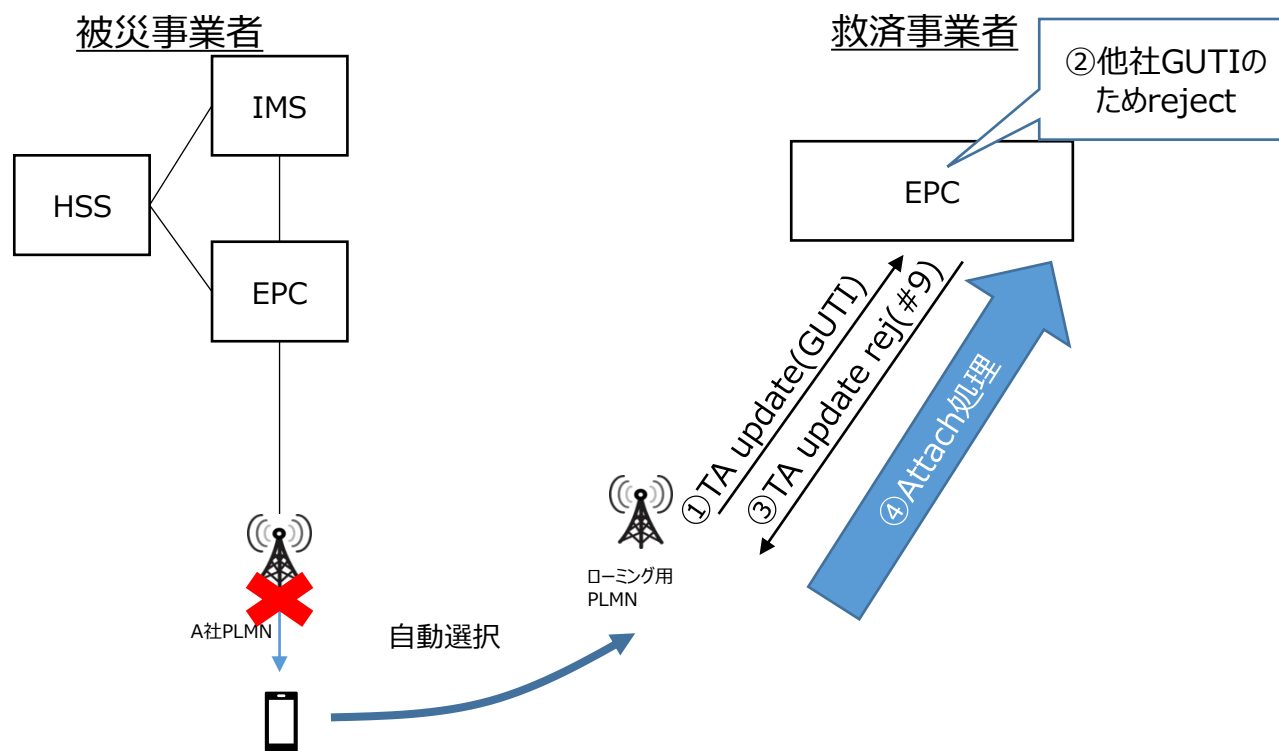 被災事業者
救済事業者
②他社GUTIの
ためreject
IMS
HSS
EPC
EPC
①TA update(GUTI)
③TA update rej(#9)
④Attach処理
ローミング用
PLMN
A社PLMN
自動選択